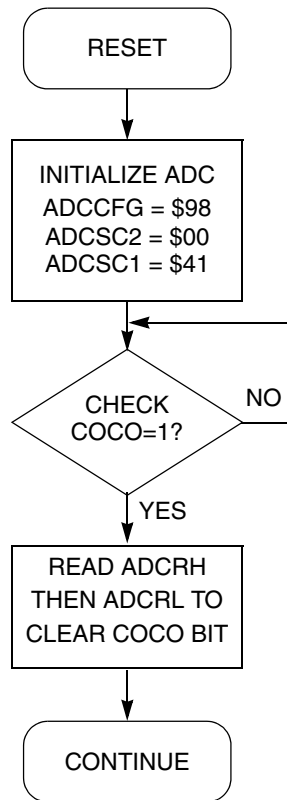 RESET
INITIALIZE ADC
ADCCFG = $98
ADCSC2 = $00
ADCSC1 = $41
CHECK
COCO=1?
NO
YES
READ ADCRH
THEN ADCRL TO
CLEAR COCO BIT
CONTINUE